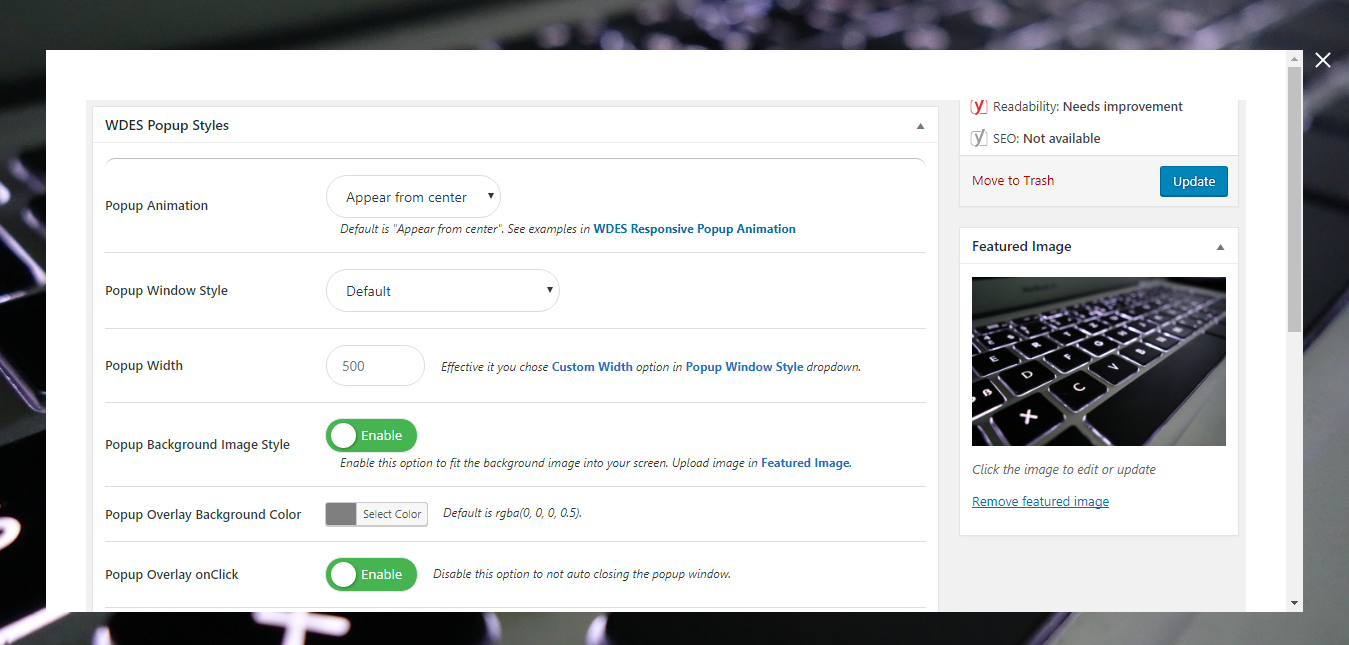 WDES Popup Styles
Popup Animation
Appear from center
Default is "Appear from center". See examples in WDES Responsive Popup Animation
Popup Window Style
Default
Popup Width
500
Effective it you chose Custom Width option in Popup Window Style dropdown.
Popup Background Image Style
Enable
Enable this option to fit the background image into your screen. Upload image in Featured Image.
Popup Overlay Background Color
Select Color
Default is rgba(0, 0, 0, 0.5).
Popup Overlay onClick
Enable
Disable this option to not auto closing the popup window.
Readability: Needs improvement
SEO: Not available
Move to Trash
Update
Featured Image
E R
D F G
X C V B
Click the image to edit or update
Remove featured image